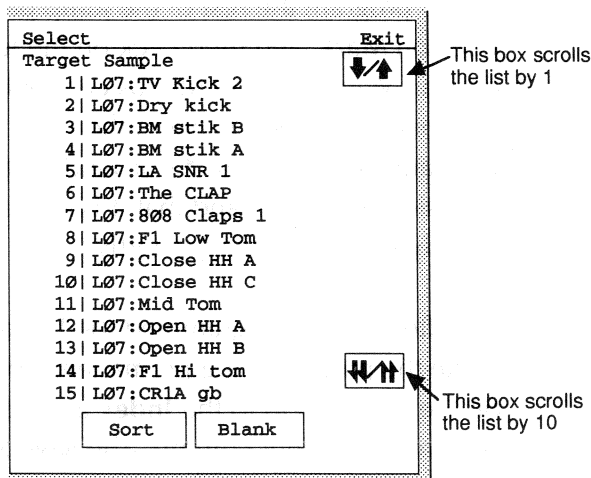 Select Exit
Target Sample
1| LØ7:TV Kick 2
2| LØ7:Dry kick
3| LØ7:BM stik B
4| LØ7:BM stik A
5| LØ7:LA SNR 1
6| LØ7:The CLAP
7| LØ7:8Ø8 Claps 1
8| LØ7:F1 Low Tom
9| LØ7:Close HH A
1Ø| LØ7:Close HH C
11| LØ7:Mid Tom
12| LØ7:Open HH A
13| LØ7:Open HH B
14| LØ7:F1 Hi tom
15| LØ7:CR1A gb
Sort Blank
This box scrolls
the list by 1
This box scrolls
the list by 10